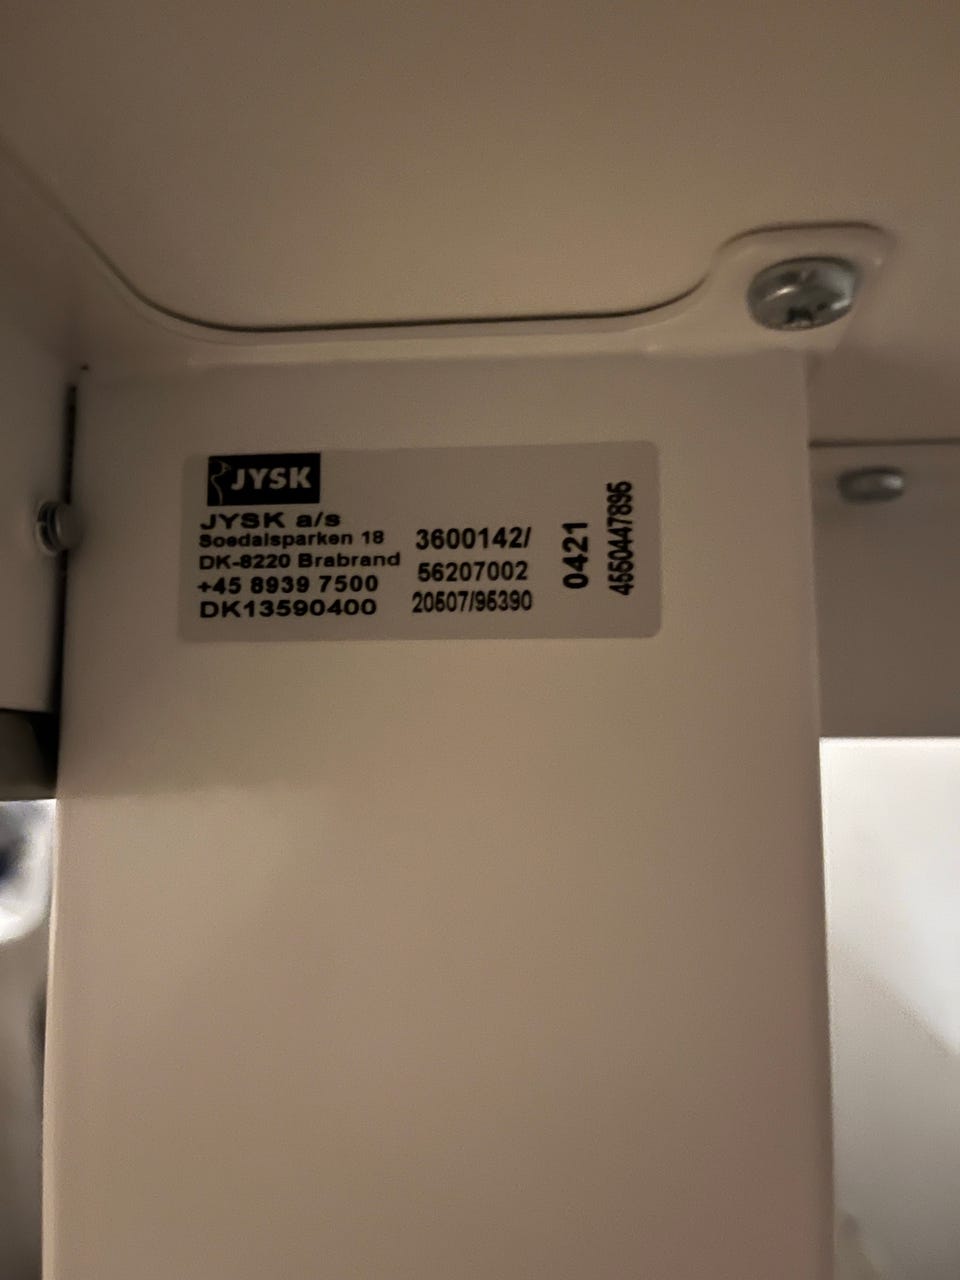 JYSK
JYSK a/s
Soedalsparken 18
DK-8220 Brabrand
+45 8939 7500
DK13590400
3600142/
56207002
20507/95390
0421
4550447895